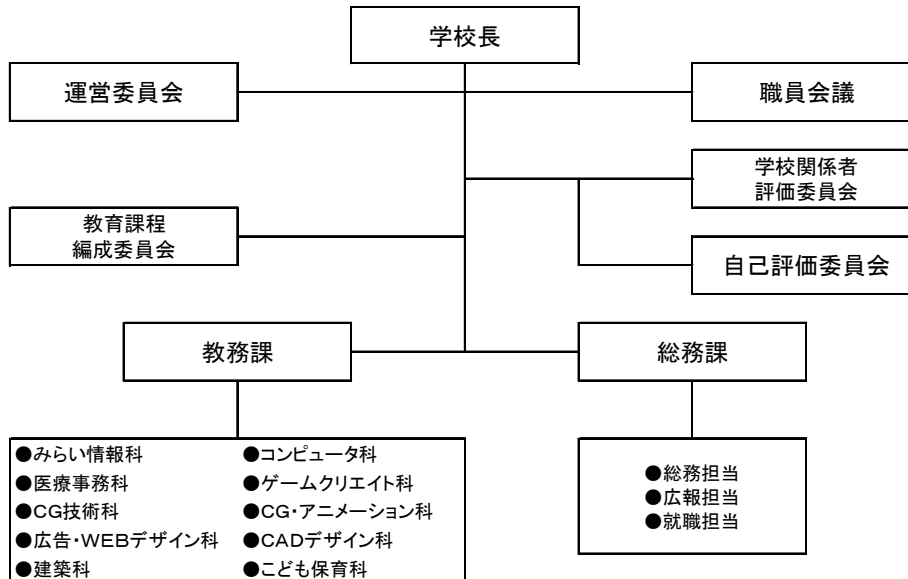 学校長
運営委員会
職員会議
学校関係者
評価委員会
教育課程
編成委員会
自己評価委員会
教務課
総務課
●みらい情報科
●コンピュータ科
●医療事務科
●ゲームクリエイト科
●CG技術科
●CG・アニメーション科
●広告・WEBデザイン科
●CADデザイン科
●建築科
●こども保育科
●総務担当
●広報担当
●就職担当